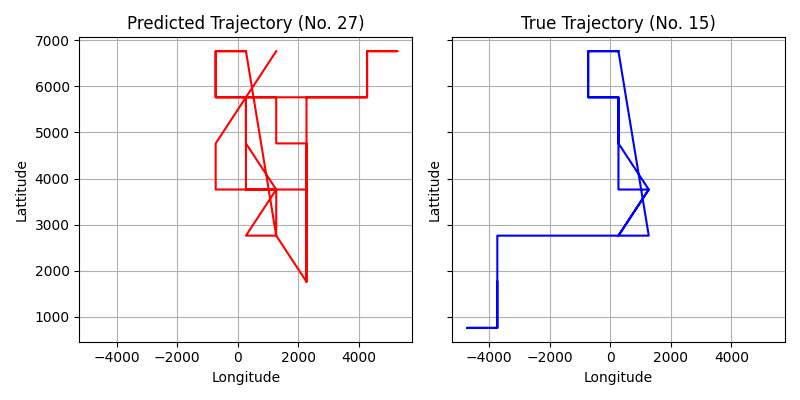 Predicted Trajectory (No. 27)
True Trajectory (No. 15)
7000
6000
5000
4000
3000
2000
1000
Lattitude
Lattitude
−4000 −2000 0 2000 4000
−4000 −2000 0 2000 4000
Longitude
Longitude